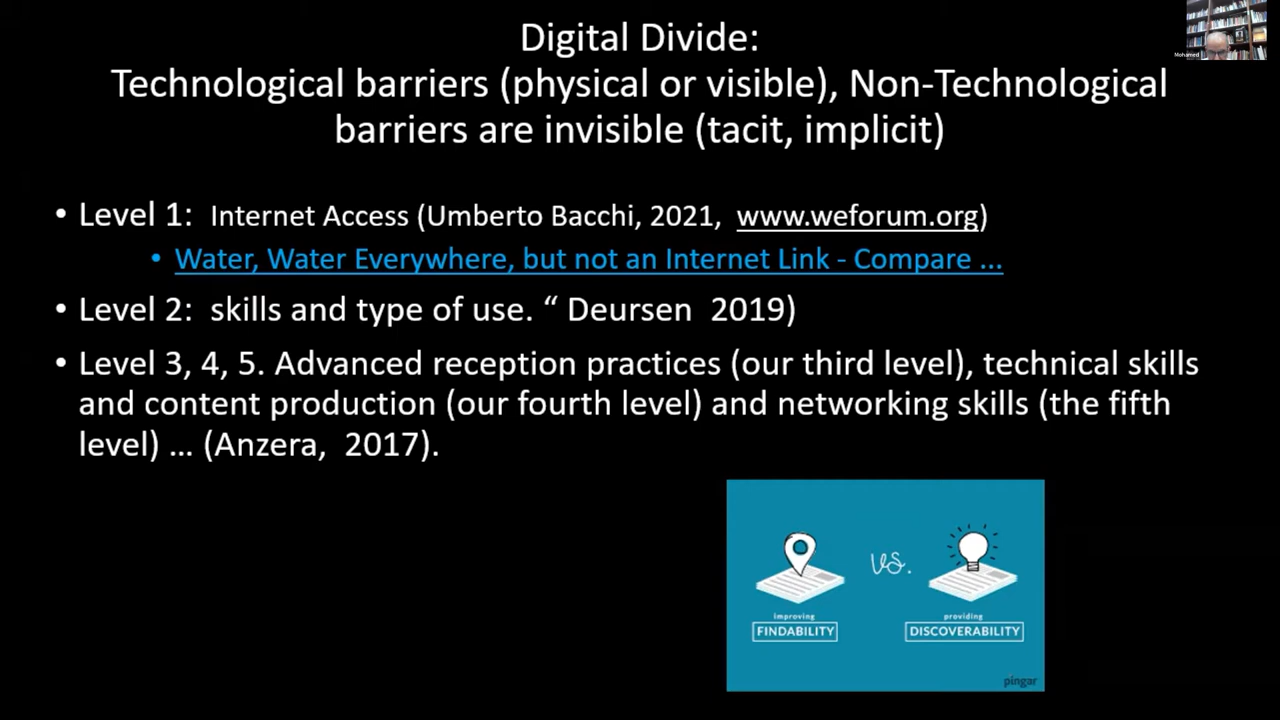 Digital Divide:
Technological barriers (physical or visible), Non-Technological
barriers are invisible (tacit, implicit)
Mohamed
• Level 1: Internet Access (Umberto Bacchi, 2021, www.weforum.org)
• Water, Water Everywhere, but not an Internet Link - Compare ...
• Level 2: skills and type of use. “ Deursen 2019)
• Level 3, 4, 5. Advanced reception practices (our third level), technical skills
and content production (our fourth level) and networking skills (the fifth
level) … (Anzera, 2017).
vs.
improving
FINDABILITY
providing
DISCOVERABILITY
pingar